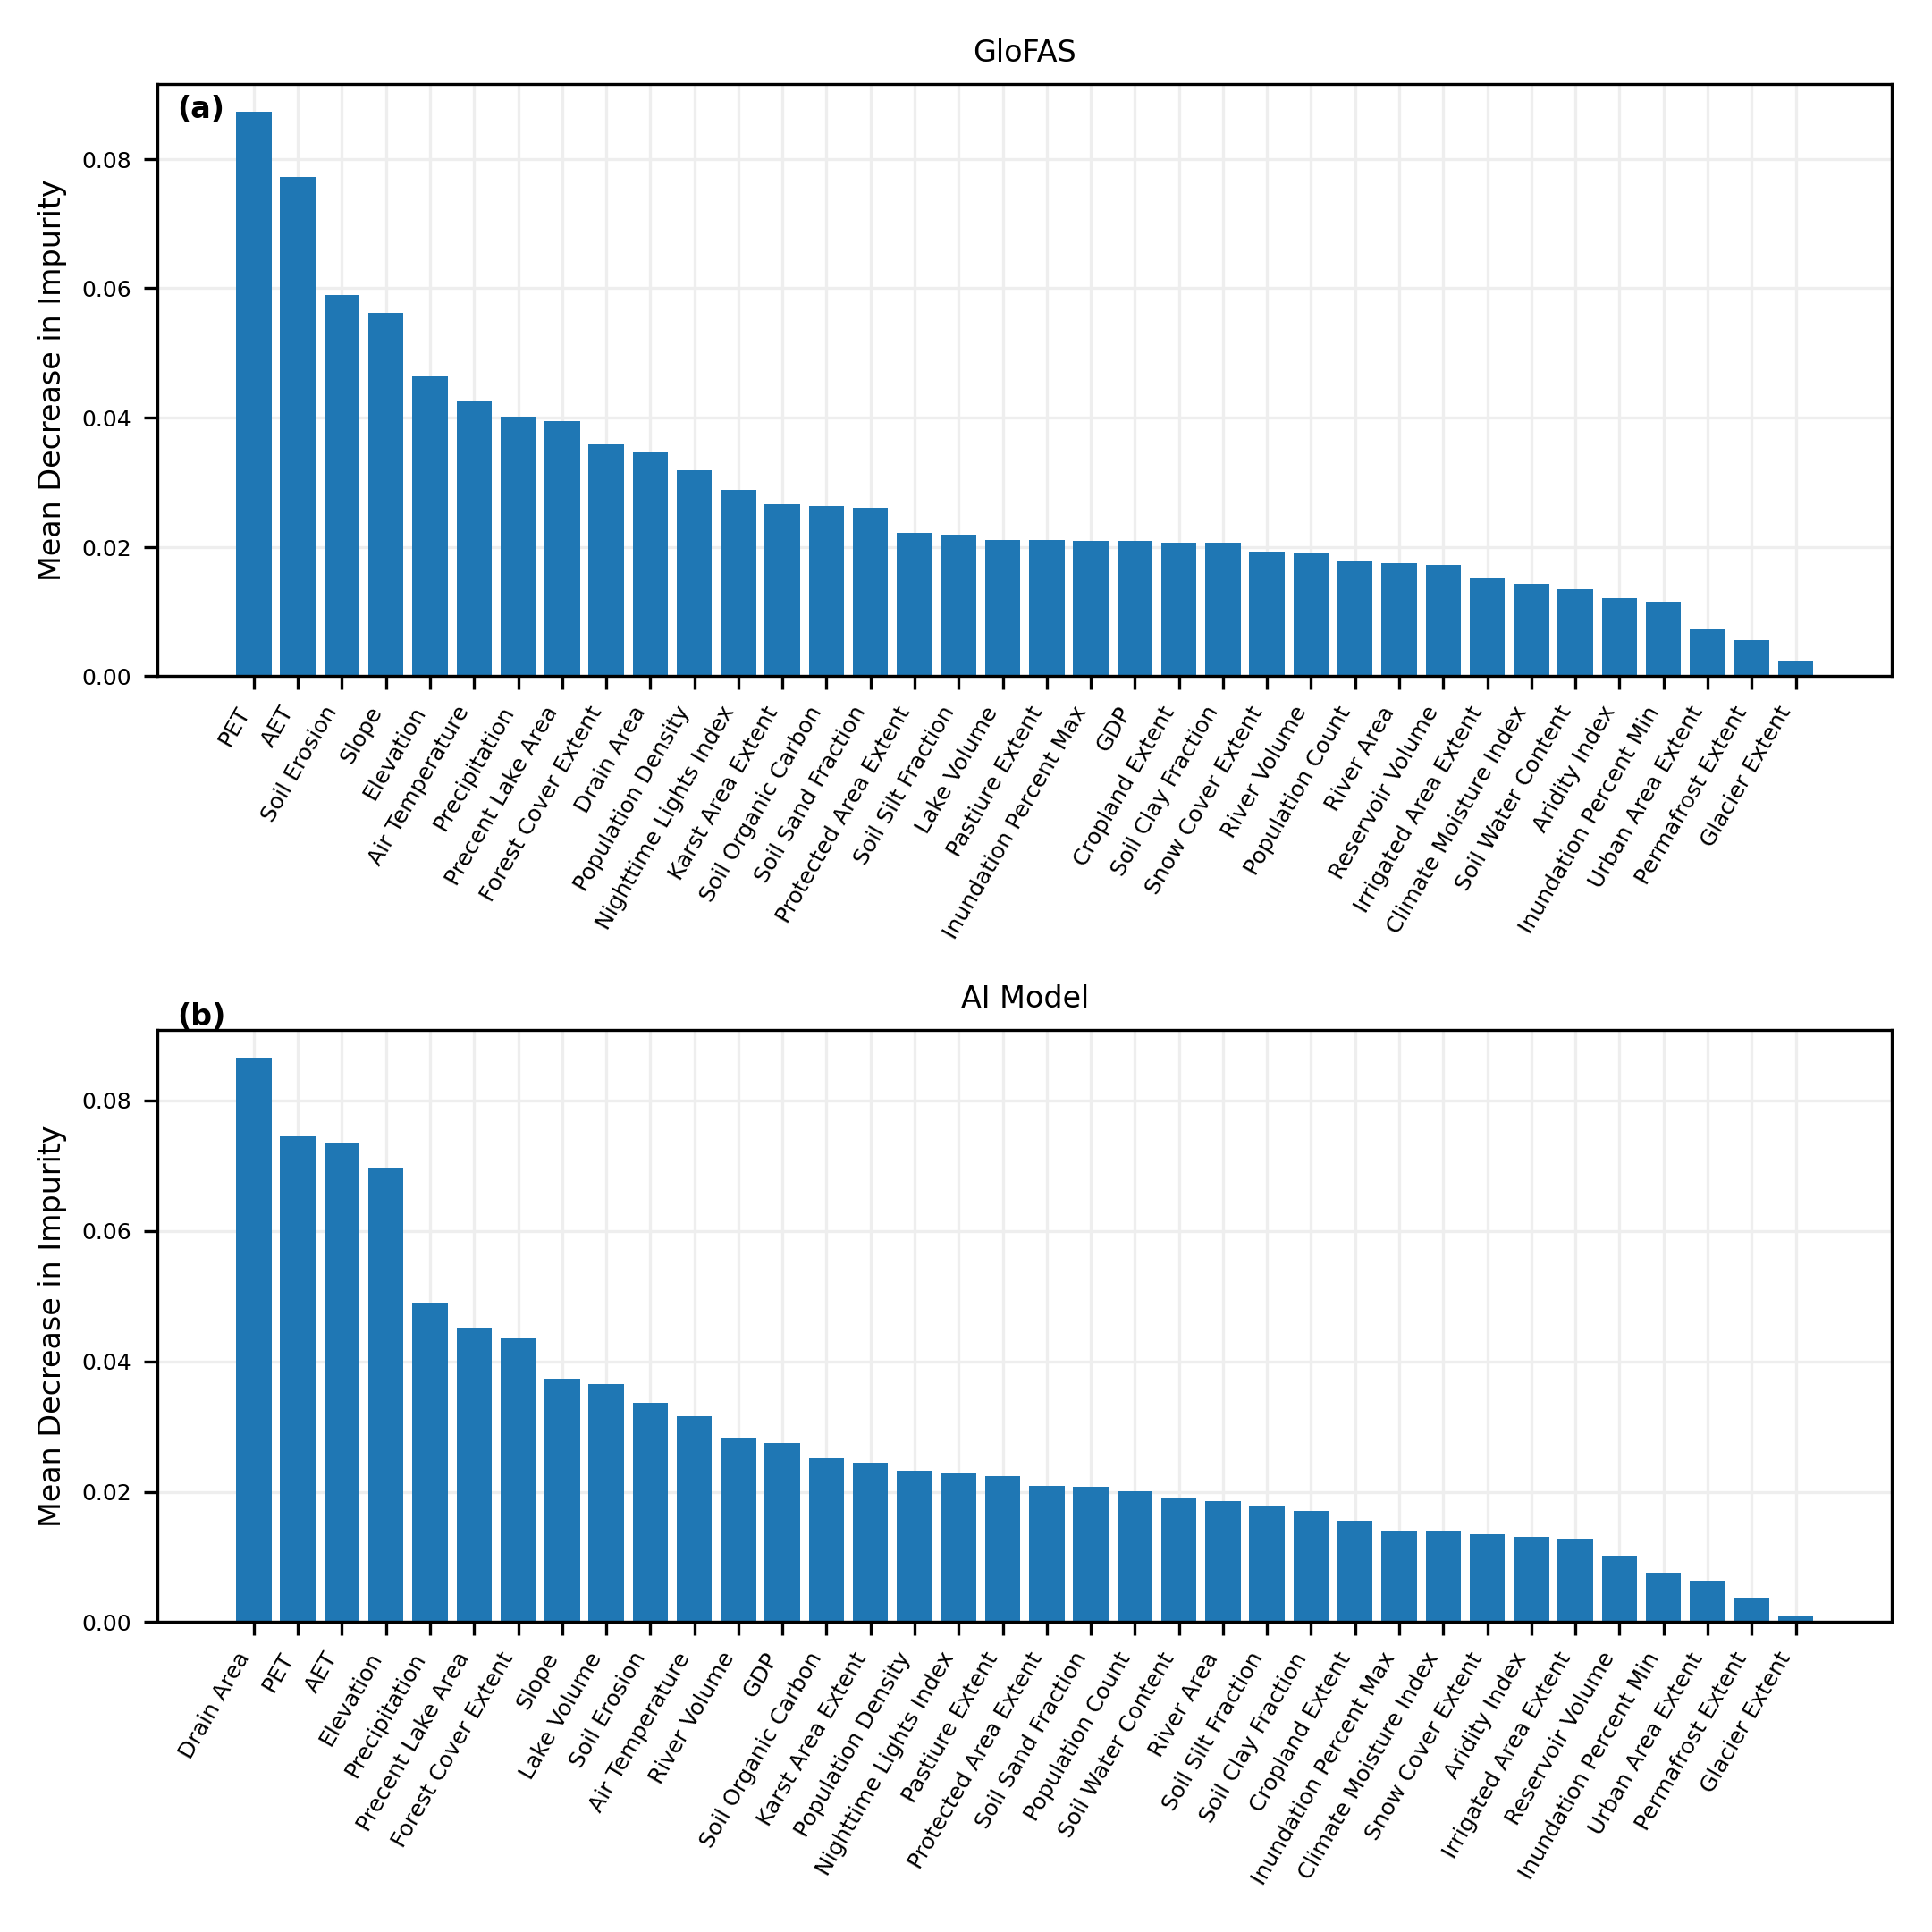 GloFAS
(a)
Mean Decrease in Impurity
0.08
0.06
0.04
0.02
0.00
PET
AET
Soil Erosion
Slope
Elevation
Air Temperature
Precipitation
Precent Lake Area
Forest Cover Extent
Drain Area
Population Density
Nighttime Lights Index
Karst Area Extent
Soil Organic Carbon
Soil Sand Fraction
Protected Area Extent
Soil Silt Fraction
Lake Volume
Pastiure Extent
Inundation Percent Max
GDP
Cropland Extent
Soil Clay Fraction
Snow Cover Extent
River Volume
Population Count
River Area
Reservoir Volume
Irrigated Area Extent
Climate Moisture Index
Soil Water Content
Aridity Index
Inundation Percent Min
Urban Area Extent
Permafrost Extent
Glacier Extent
AI Model
(b)
Mean Decrease in Impurity
0.08
0.06
0.04
0.02
0.00
Drain Area
PET
AET
Elevation
Precipitation
Precent Lake Area
Forest Cover Extent
Slope
Lake Volume
Soil Erosion
Air Temperature
River Volume
GDP
Soil Organic Carbon
Karst Area Extent
Population Density
Nighttime Lights Index
Pastiure Extent
Protected Area Extent
Soil Sand Fraction
Population Count
Soil Water Content
River Area
Soil Silt Fraction
Soil Clay Fraction
Cropland Extent
Inundation Percent Max
Climate Moisture Index
Snow Cover Extent
Aridity Index
Irrigated Area Extent
Reservoir Volume
Inundation Percent Min
Urban Area Extent
Permafrost Extent
Glacier Extent